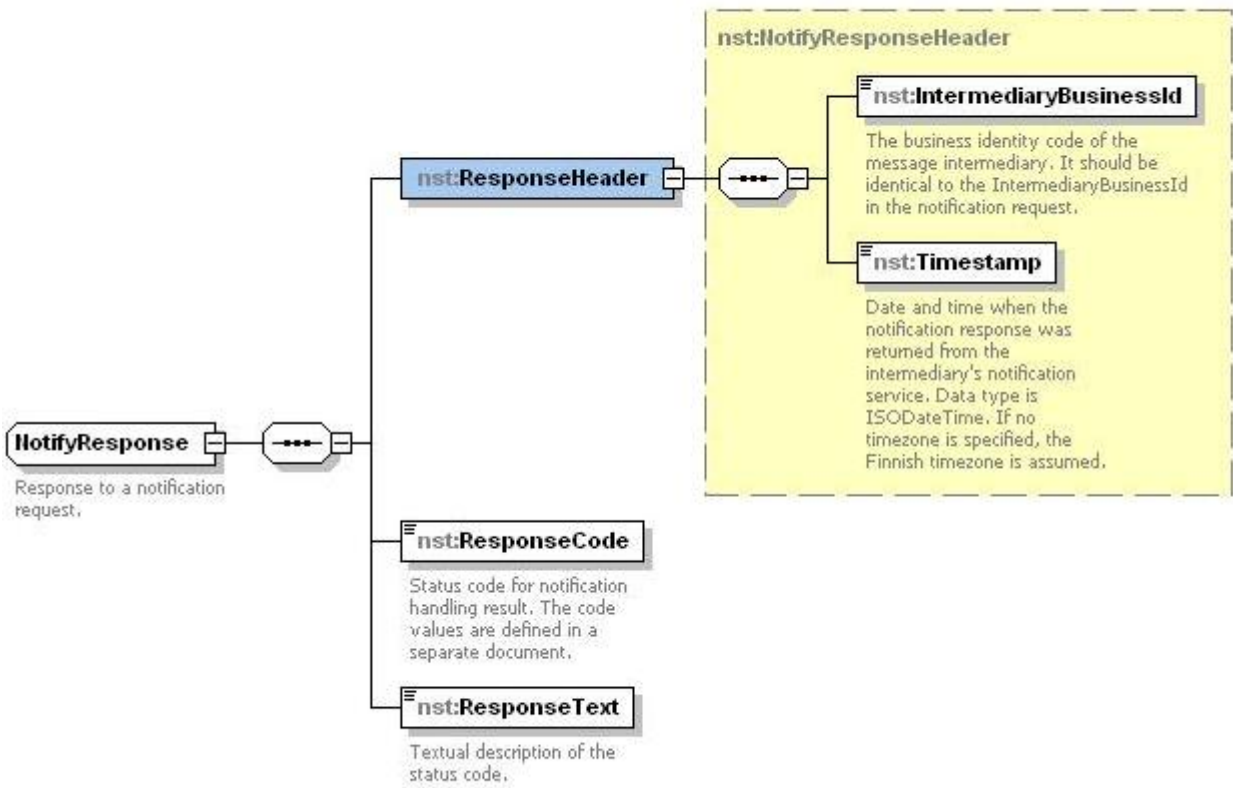 nst:NotifyResponseHeader
nst:IntermediaryBusinessId
The business identity code of the
message intermediary. It should be
identical to the IntermediaryBusinessId
in the notification request.
nst:ResponseHeader
nst:Timestamp
Date and time when the
notification response was
returned from the
intermediary's notification
service. Data type is
ISODateTime. If no
timezone is specified, the
Finnish timezone is assumed.
NotifyResponse
Response to a notification
request.
nst:ResponseCode
Status code for notification
handling result. The code
values are defined in a
separate document.
nst:ResponseText
Textual description of the
status code.